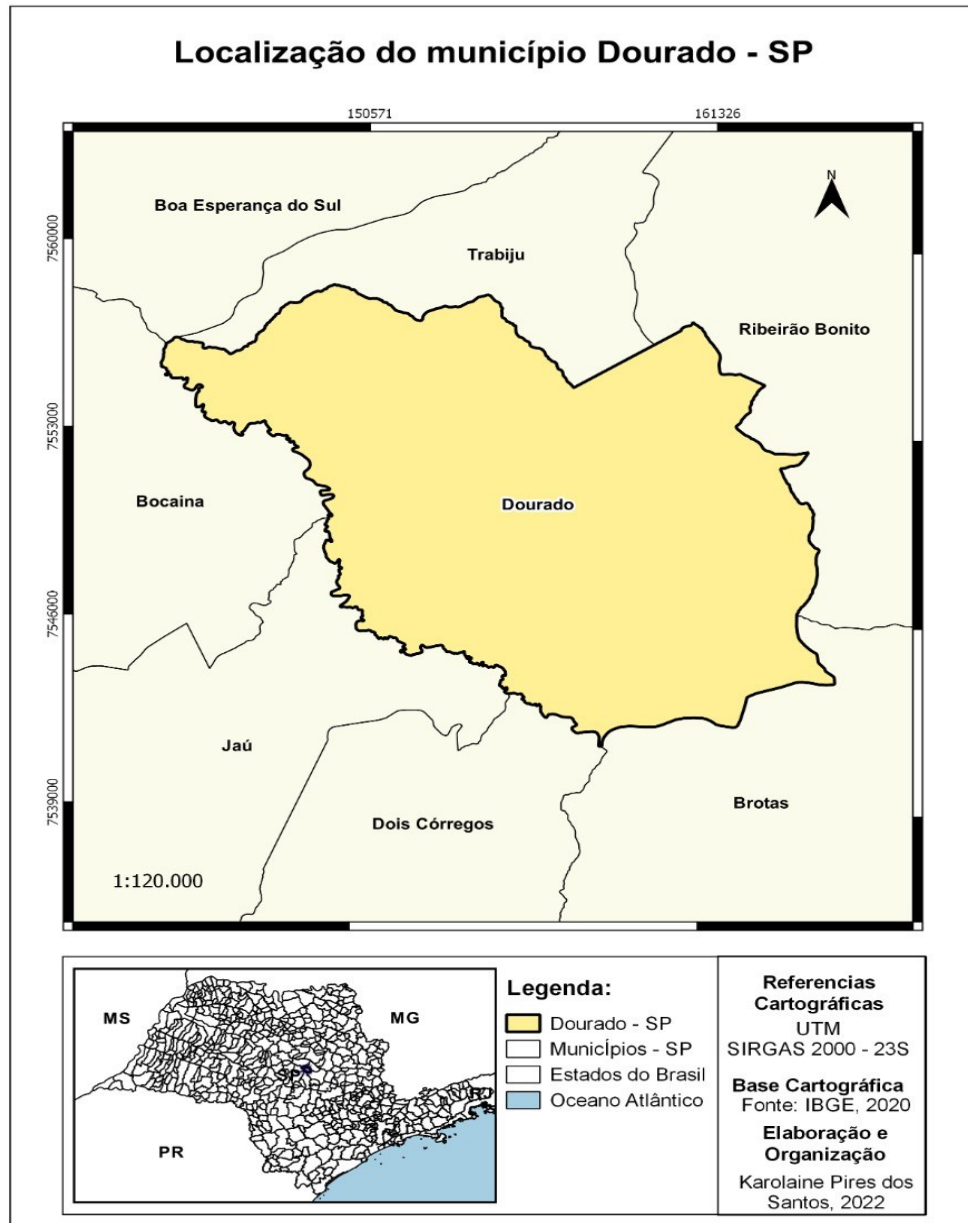 Localização do município Dourado - SP
150571
161326
N
Boa Esperança do Sul
7560000
Trabiju
Ribeirão Bonito
7553000
Bocaina
Dourado
7546000
Jaú
7539000
Brotas
Dois Córregos
1:120.000
MS
MG
SP
PR
Legenda:
Dourado - SP
MunicÍpios - SP
Estados do Brasil
Oceano Atlântico
Referencias
Cartográficas
UTM
SIRGAS 2000 - 23S
Base Cartográfica
Fonte: IBGE, 2020
Elaboração e
Organização
Karolaine Pires dos
Santos, 2022